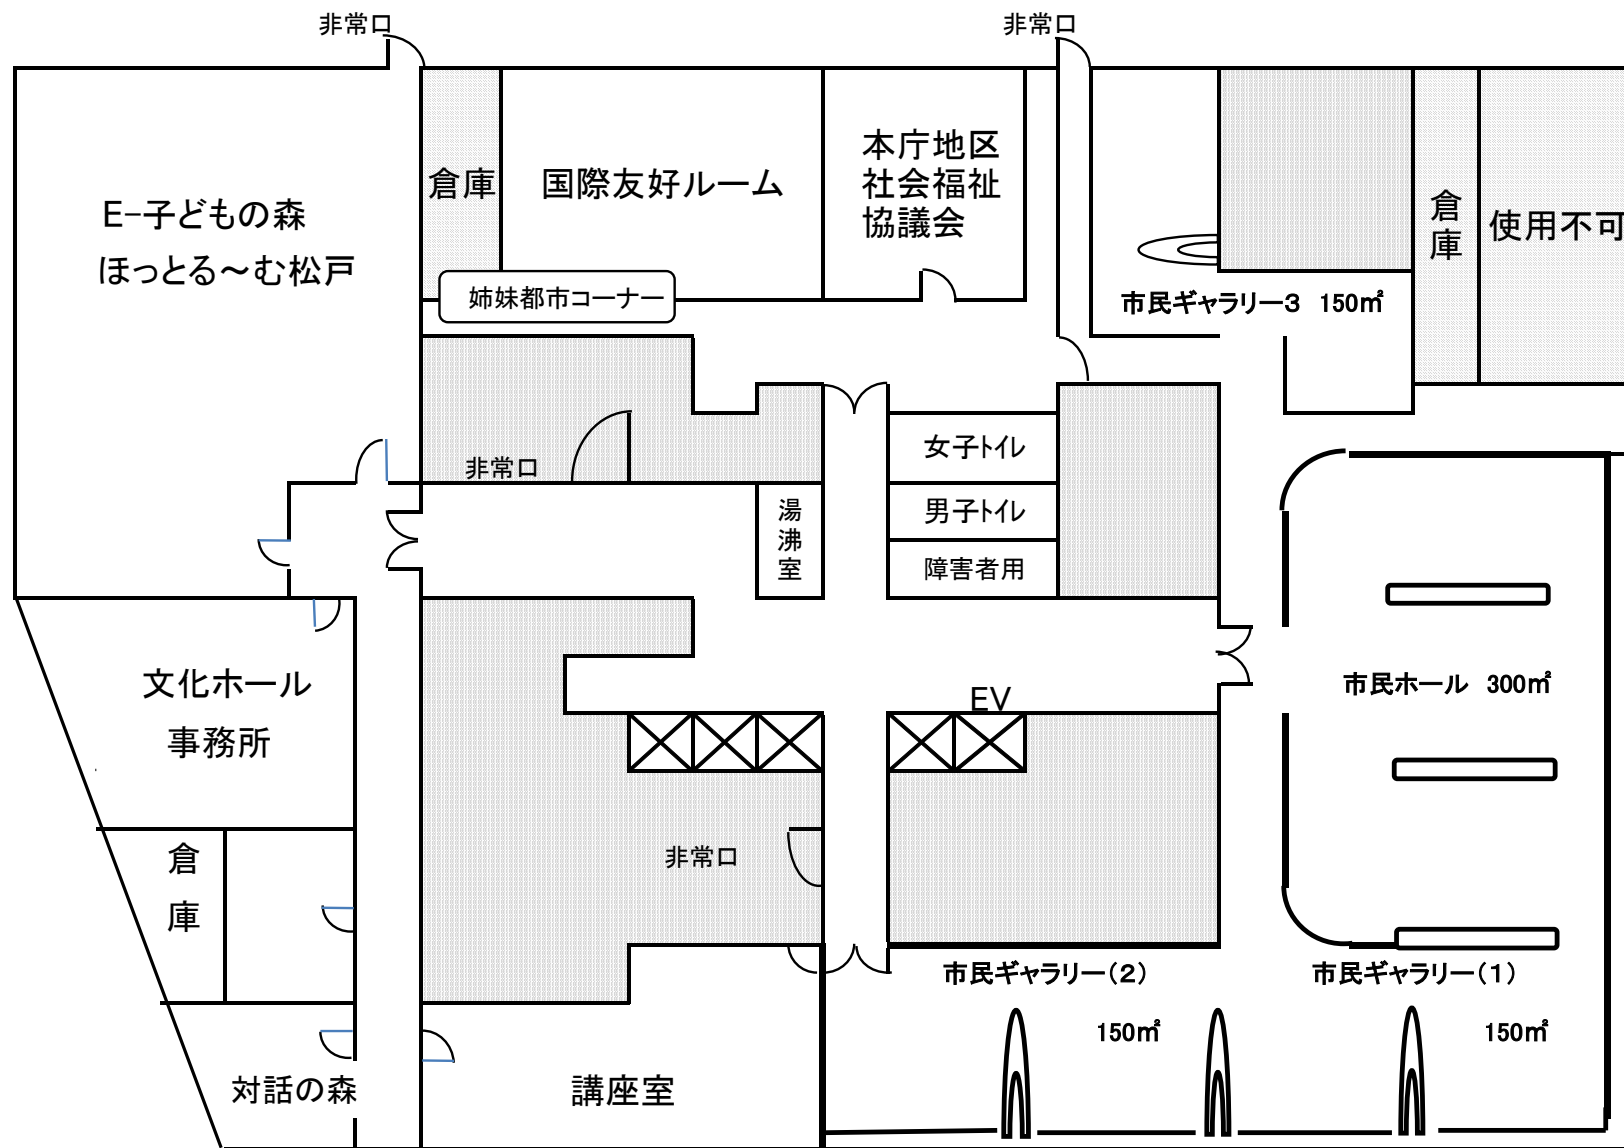 非常口
非常口
E-子どもの森
ほっとる～む松戸
倉庫
国際友好ルーム
本庁地区
社会福祉
協議会
倉庫
使用不可
姉妹都市コーナー
市民ギャラリー3 150㎡
女子トイレ
非常口
男子トイレ
湯沸室
障害者用
文化ホール
事務所
EV
市民ホール 300㎡
倉庫
非常口
市民ギャラリー(2)
150㎡
市民ギャラリー(1)
150㎡
対話の森
講座室